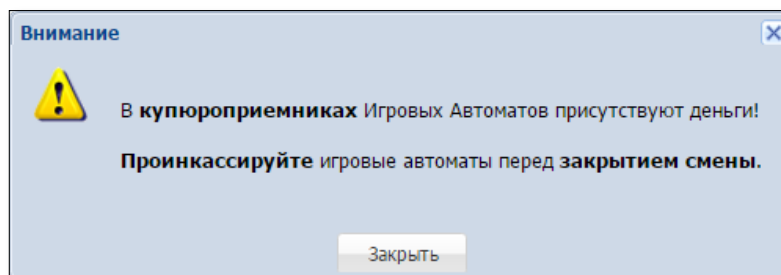 Внимание
В купюроприемниках Игровых Автоматов присутствуют деньги!
Проинкассируйте игровые автоматы перед закрытием смены.
Закрыть